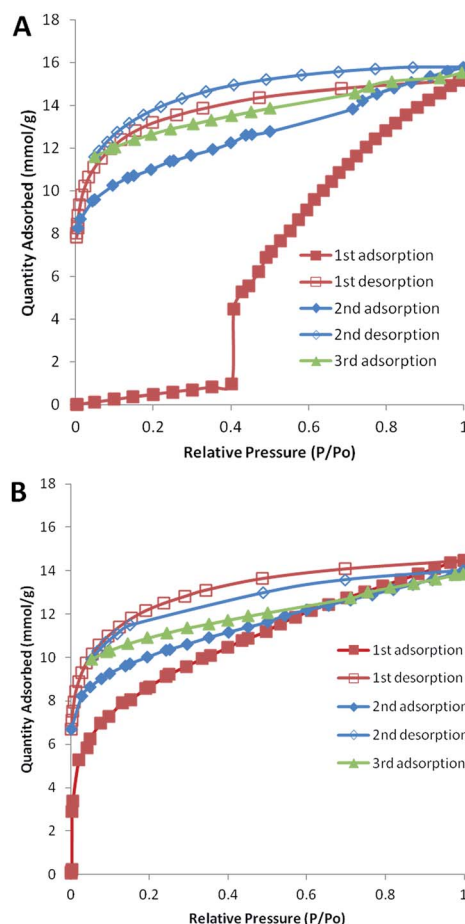 A
18
16
14
12
10
8
6
4
2
0
Quantity Adsorbed (mmol/g)
1st adsorption
1st desorption
2nd adsorption
2nd desorption
3rd adsorption
0 0.2 0.4 0.6 0.8 1
Relative Pressure (P/Po)
B
18
16
14
12
10
8
6
4
2
0
Quantity Adsorbed (mmol/g)
1st adsorption
1st desorption
2nd adsorption
2nd desorption
3rd adsorption
0 0.2 0.4 0.6 0.8 1
Relative Pressure (P/Po)